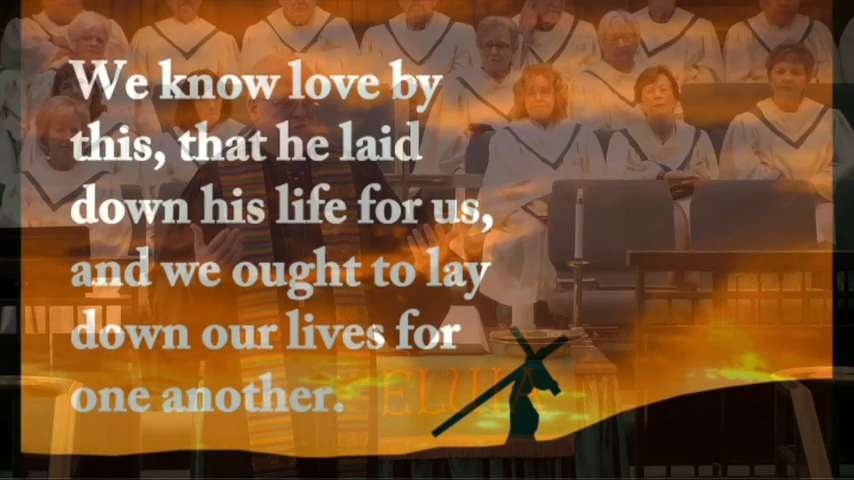 We know love by
this, that he laid
down his life for us,
and we ought to lay
down our lives for
one another.
ELUIA